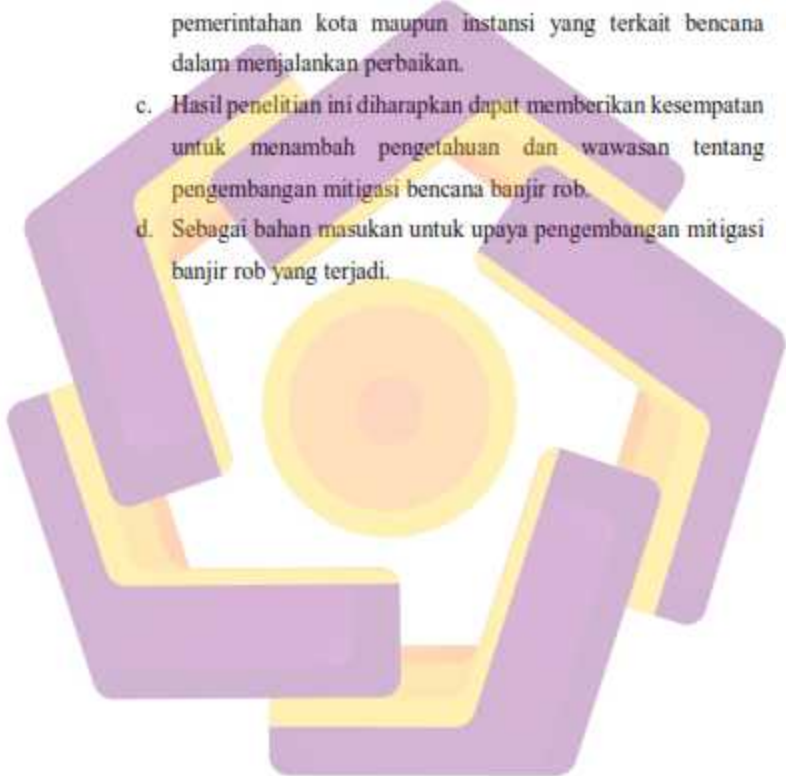 pemerintahan kota maupun instansi yang terkait bencana
dalam menjalankan perbaikan.
c. Hasil penelitian ini diharapkan dapat memberikan kesempatan
untuk menambah pengetahuan dan wawasan tentang
pengembangan mitigasi bencana banjir rob.
d. Sebagai bahan masukan untuk upaya pengembangan mitigasi
banjir rob yang terjadi.